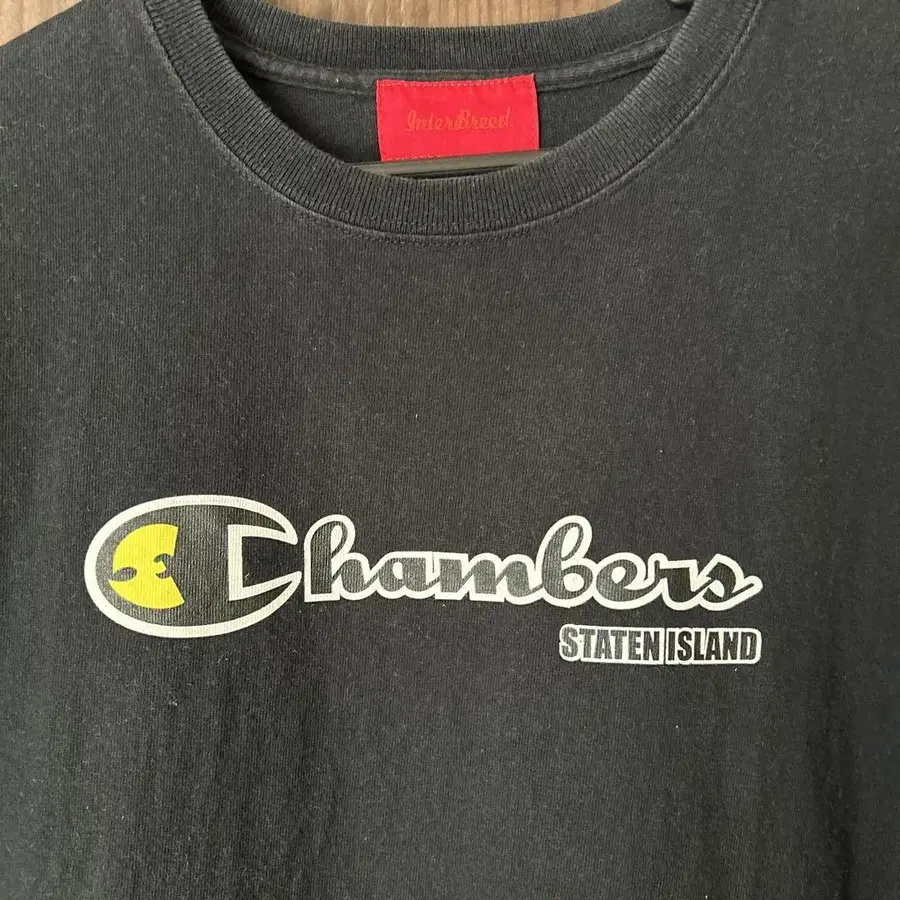 InterBreed
Chambers
STATEN ISLAND